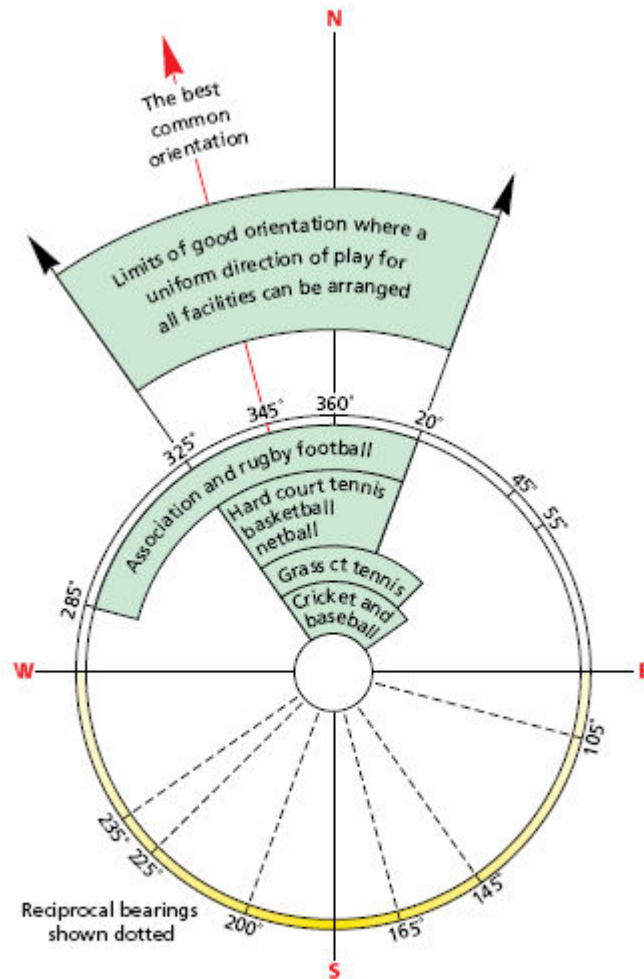 N
The best
common
orientation
Limits of good orientation where a
uniform direction of play for
all facilities can be arranged
325°
345°
360°
20°
45°
55°
285°
Association and rugby football
Hard court tennis
basketball
netball
Grass ct tennis
Cricket and
baseball
W
E
105°
235°
225°
200°
165°
145°
Reciprocal bearings
shown dotted
S